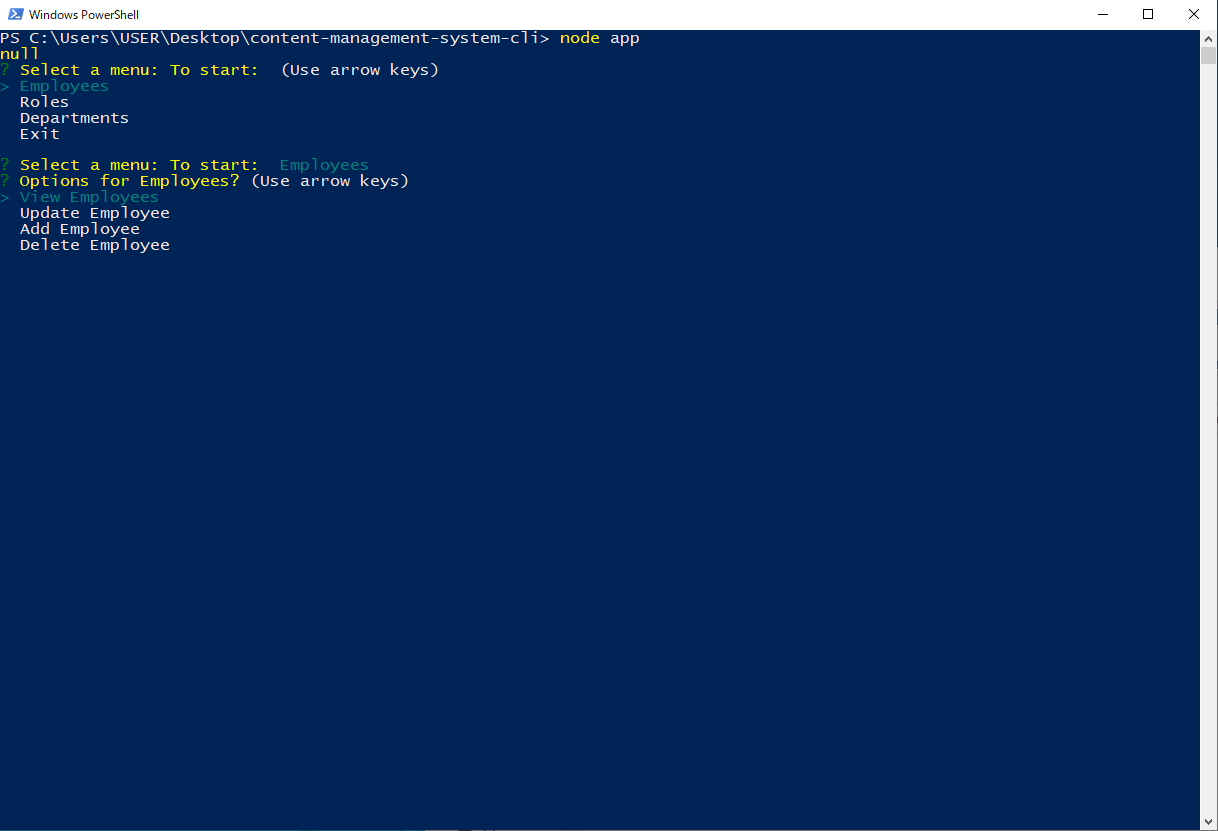 Windows PowerShell
PS C:\Users\USER\Desktop\content-management-system-cli> node app
null
? Select a menu: To start:  (Use arrow keys)
> Employees
  Roles
  Departments
  Exit

? Select a menu: To start:  Employees
? Options for Employees? (Use arrow keys)
> View Employees
  Update Employee
  Add Employee
  Delete Employee